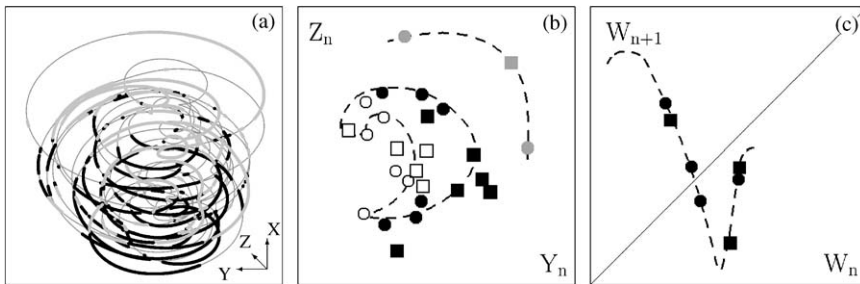 (a)
X
Z
Y
(b)
Z_n
Y_n
(c)
W_{n+1}
W_n